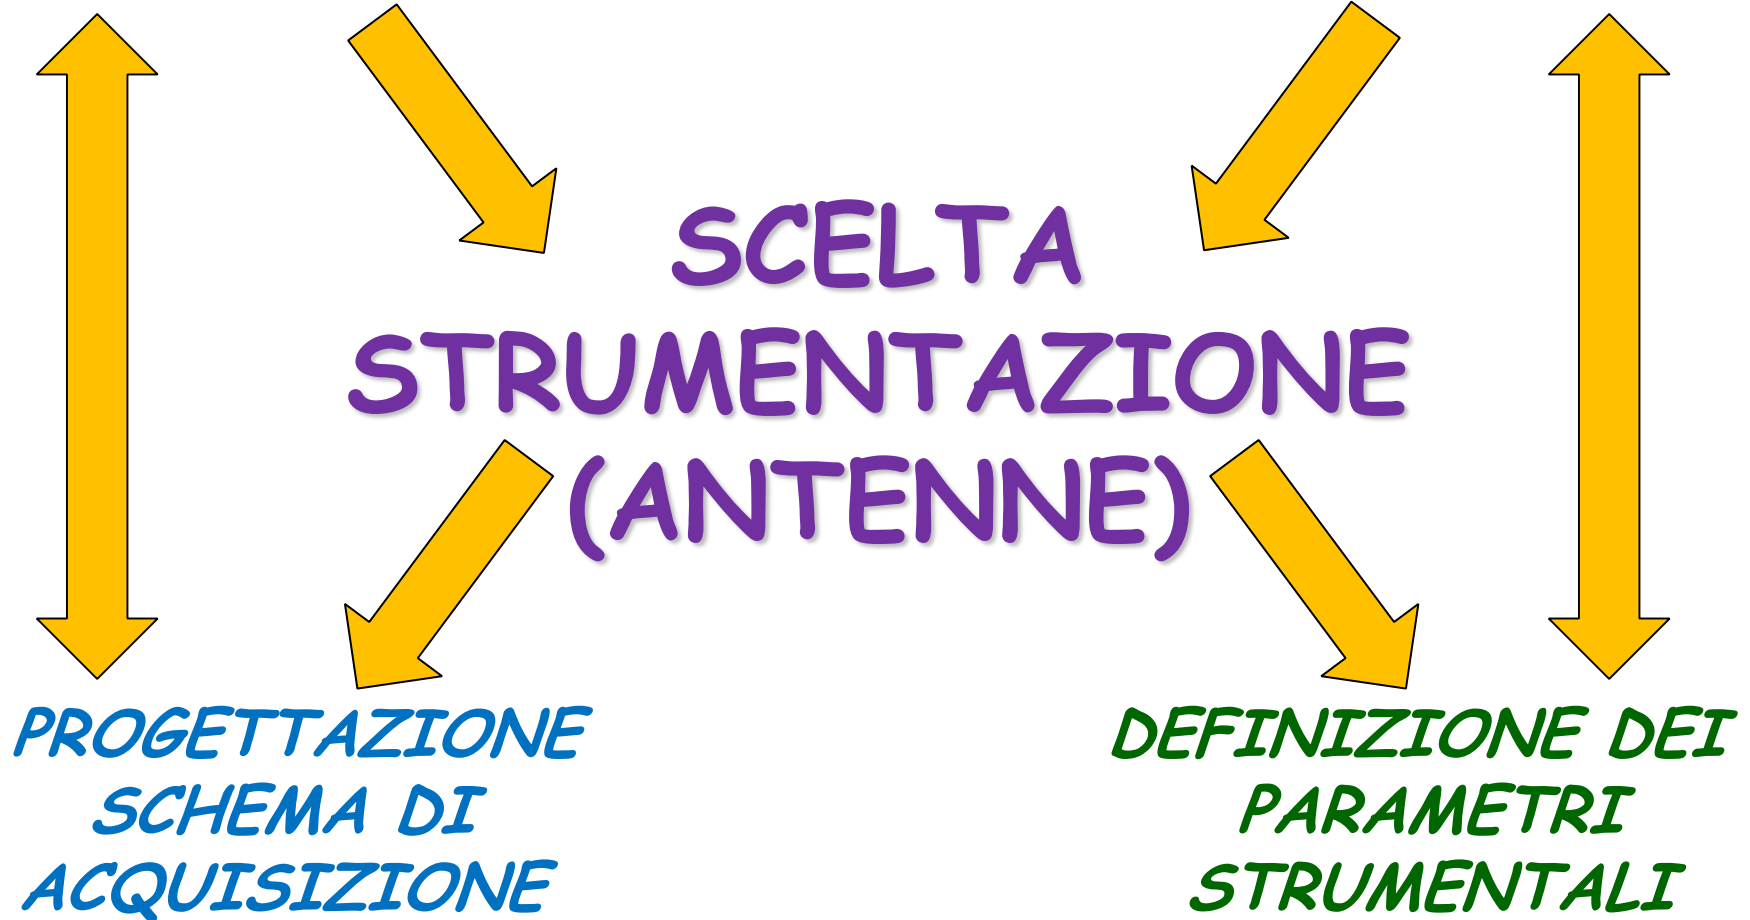 SCELTA
STRUMENTAZIONE
(ANTENNE)
PROGETTAZIONE
SCHEMA DI
ACQUISIZIONE
DEFINIZIONE DEI
PARAMETRI
STRUMENTALI